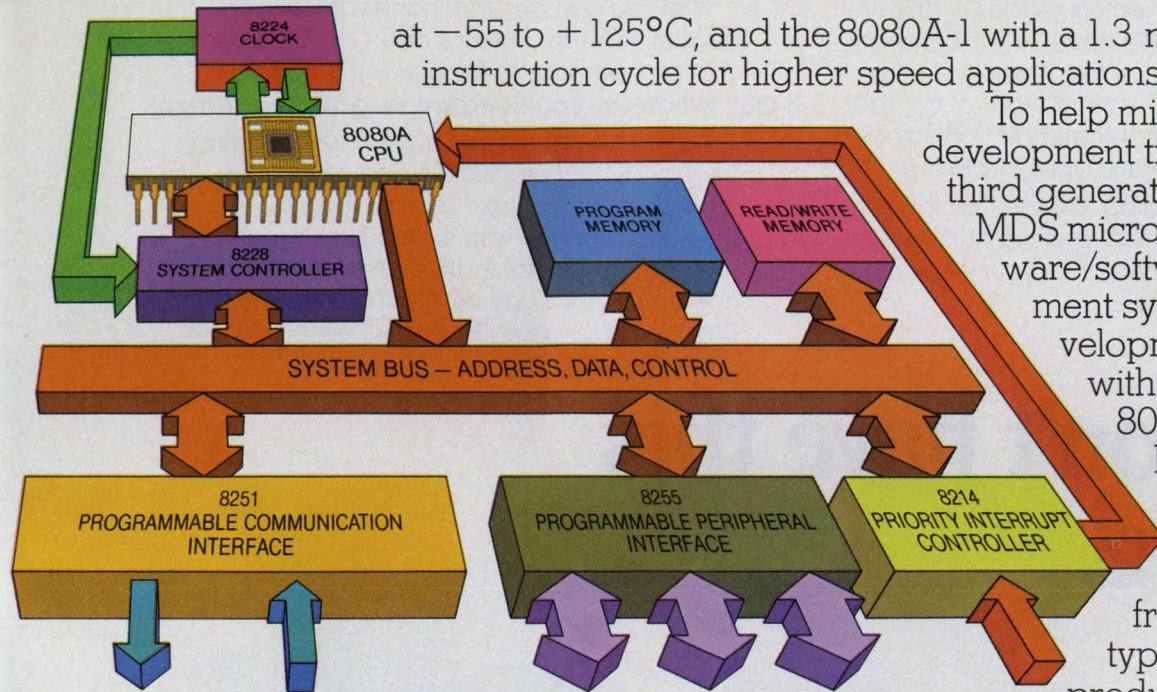 8224
CLOCK
at −55 to +125°C, and the 8080A-1 with a 1.3 m
instruction cycle for higher speed applications
To help mi
development ti
third generat
MDS micro
ware/softw
ment sy
velopm
with
80
8080A
CPU
8228
SYSTEM CONTROLLER
PROGRAM
MEMORY
READ/WRITE
MEMORY
SYSTEM BUS – ADDRESS, DATA, CONTROL
8251
PROGRAMMABLE COMMUNICATION
INTERFACE
8255
PROGRAMMABLE PERIPHERAL
INTERFACE
8214
PRIORITY INTERRUPT
CONTROLLER
fr
typ
produ